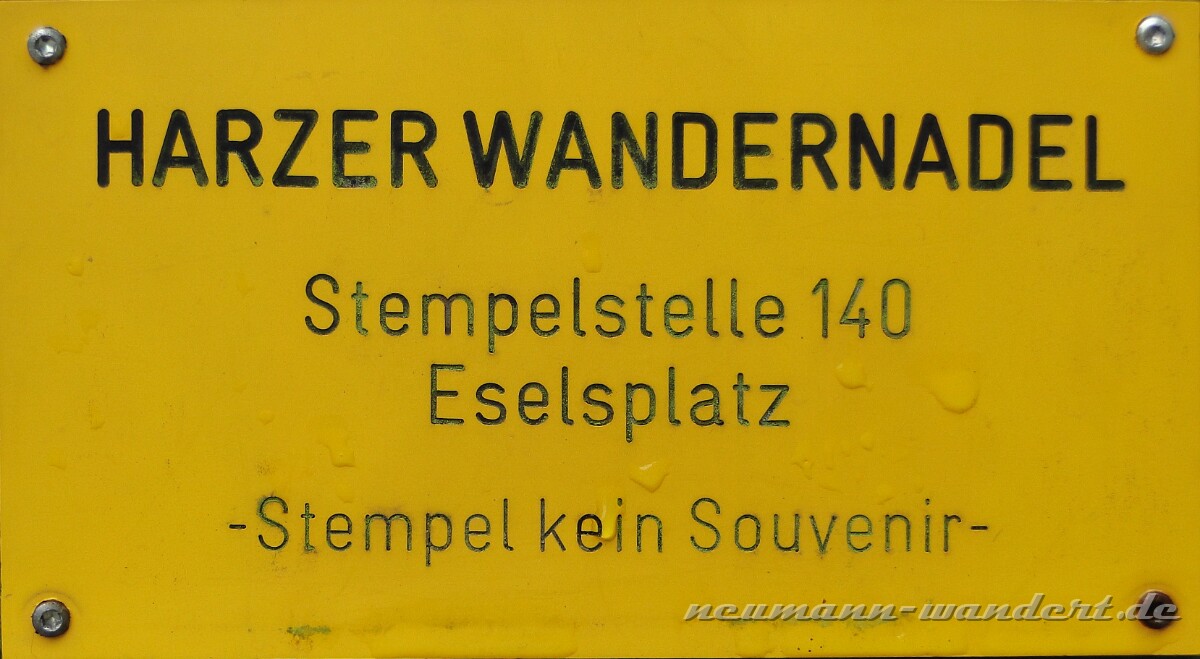 HARZER WANDERNADEL
Stempelstelle 140
Eselsplatz
-Stempel kein Souvenir-
neumann-wandert.de